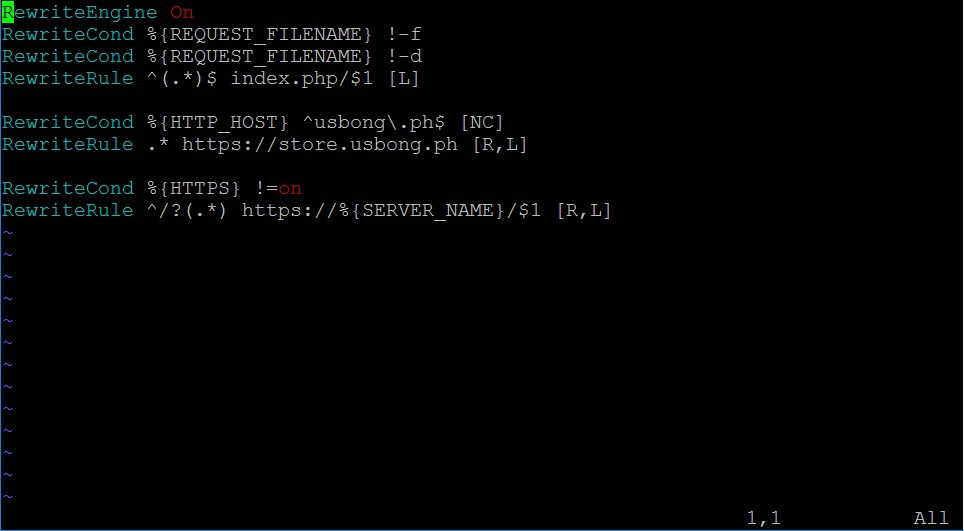 RewriteEngine On
RewriteCond %{REQUEST_FILENAME} !-f
RewriteCond %{REQUEST_FILENAME} !-d
RewriteRule ^(.*)$ index.php/$1 [L]
RewriteCond %{HTTP_HOST} ^usbong\.ph$ [NC]
RewriteRule .* https://store.usbong.ph [R,L]
RewriteCond %{HTTPS} !=on
RewriteRule ^/?(.*) https://%{SERVER_NAME}/$1 [R,L]
~
~
~
~
~
~
~
~
~
~
~
~
~
1,1 All